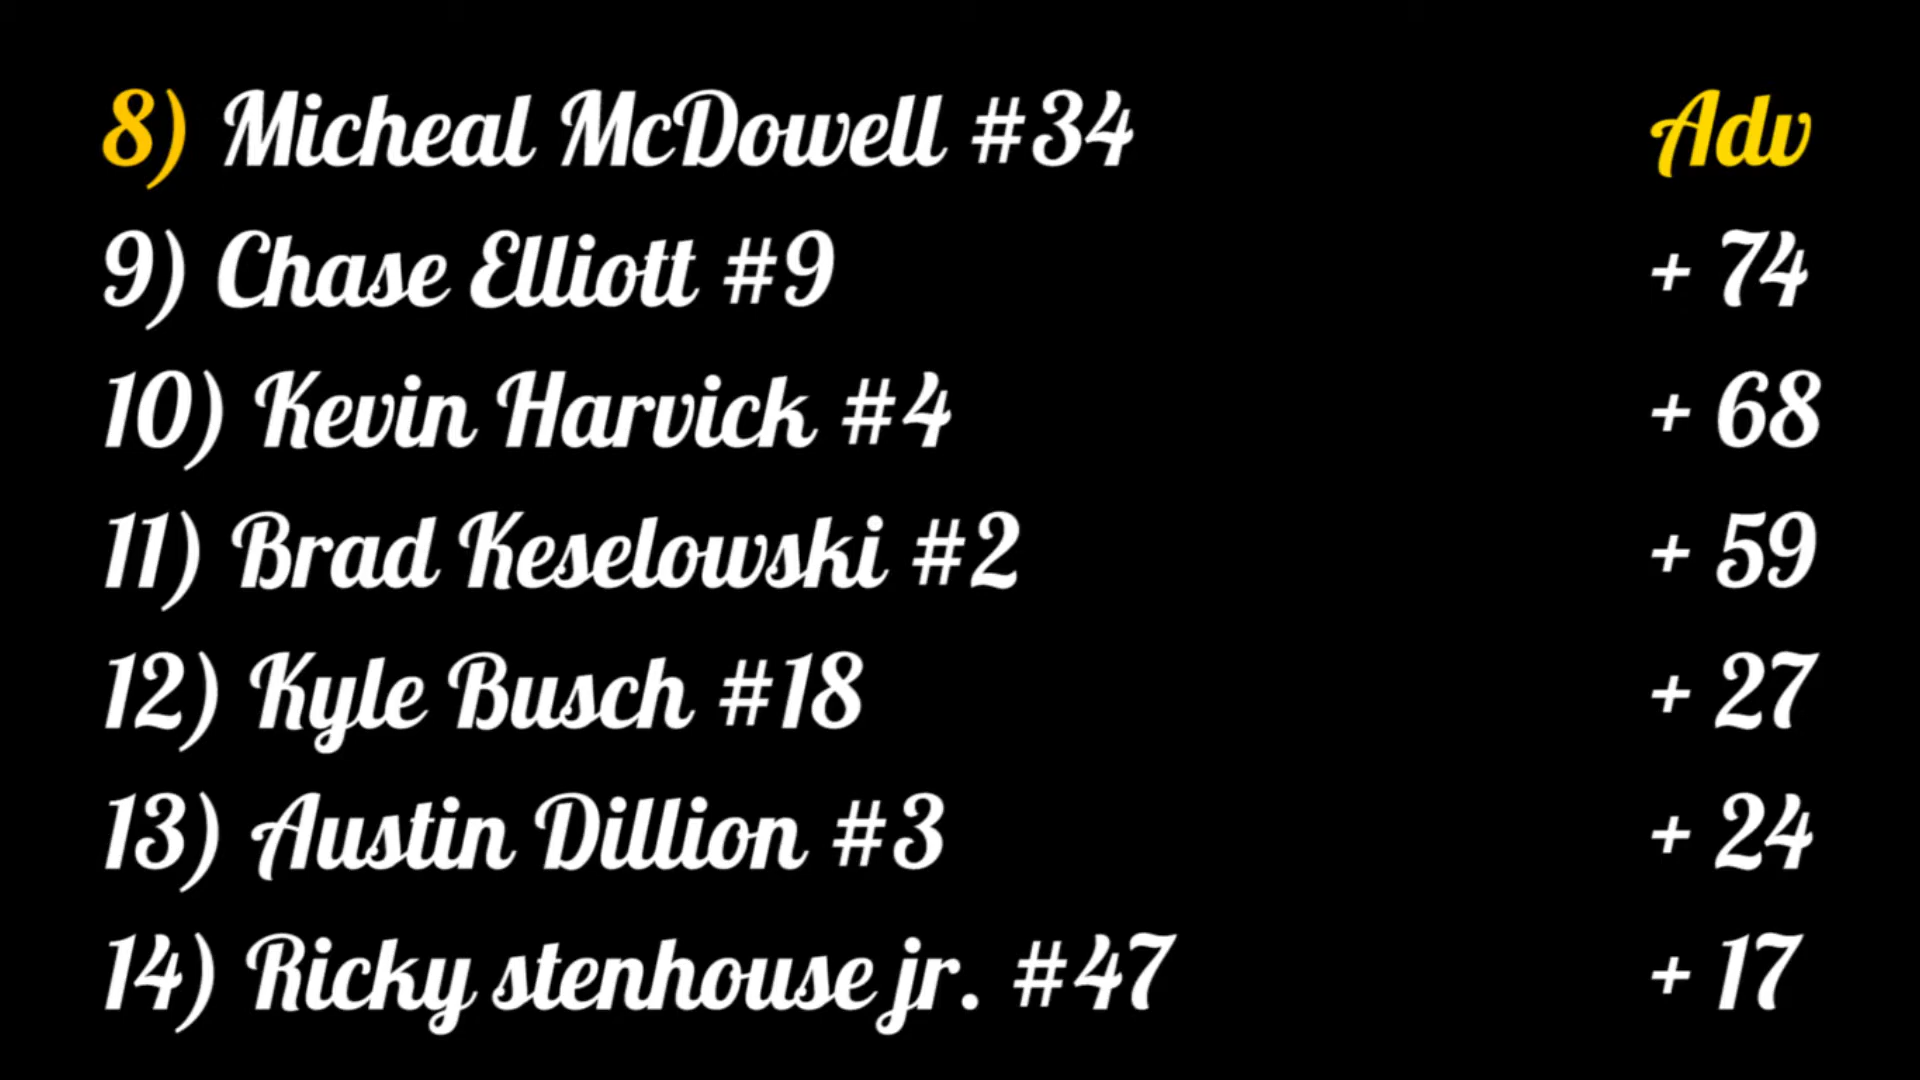 8) Micheal McDowell #34 Adv
9) Chase Elliott #9 + 74
10) Kevin Harvick #4 + 68
11) Brad Keselowski #2 + 59
12) Kyle Busch #18 + 27
13) Austin Dillion #3 + 24
14) Ricky stenhouse jr. #47 + 17